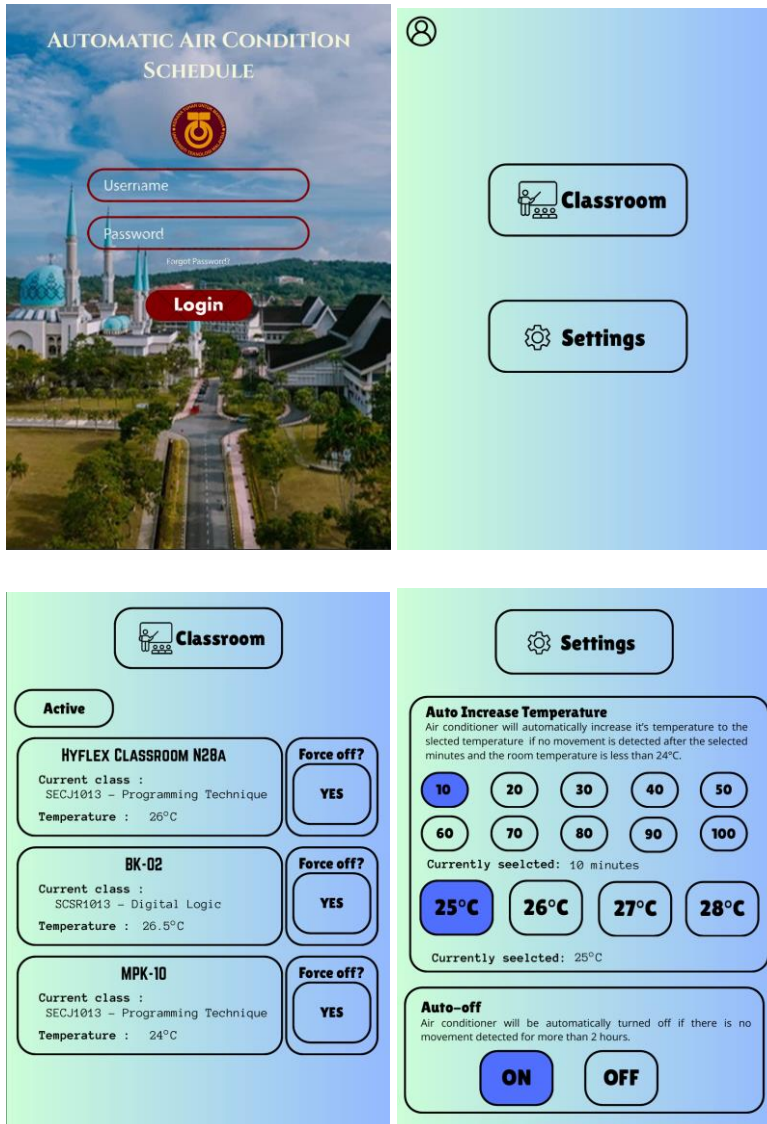 AUTOMATIC AIR CONDITION
SCHEDULE
Username
Password
Forgot Password?
Login
Classroom
Settings
Classroom
Active
HYFLEX CLASSROOM N28A
Current class :
SECJ1013 – Programming Technique
Temperature : 26°C
Force off?
YES
BK-02
Current class :
SCSR1013 – Digital Logic
Temperature : 26.5°C
Force off?
YES
MPK-10
Current class :
SECJ1013 – Programming Technique
Temperature : 24°C
Force off?
YES
Settings
Auto Increase Temperature
Air conditioner will automatically increase it's temperature to the
slected temperature if no movement is detected after the selected
minutes and the room temperature is less than 24°C.
10 20 30 40 50
60 70 80 90 100
Currently seelcted: 10 minutes
25°C 26°C 27°C 28°C
Currently seelcted: 25°C
Auto-off
Air conditioner will be automatically turned off if there is no
movement detected for more than 2 hours.
ON OFF